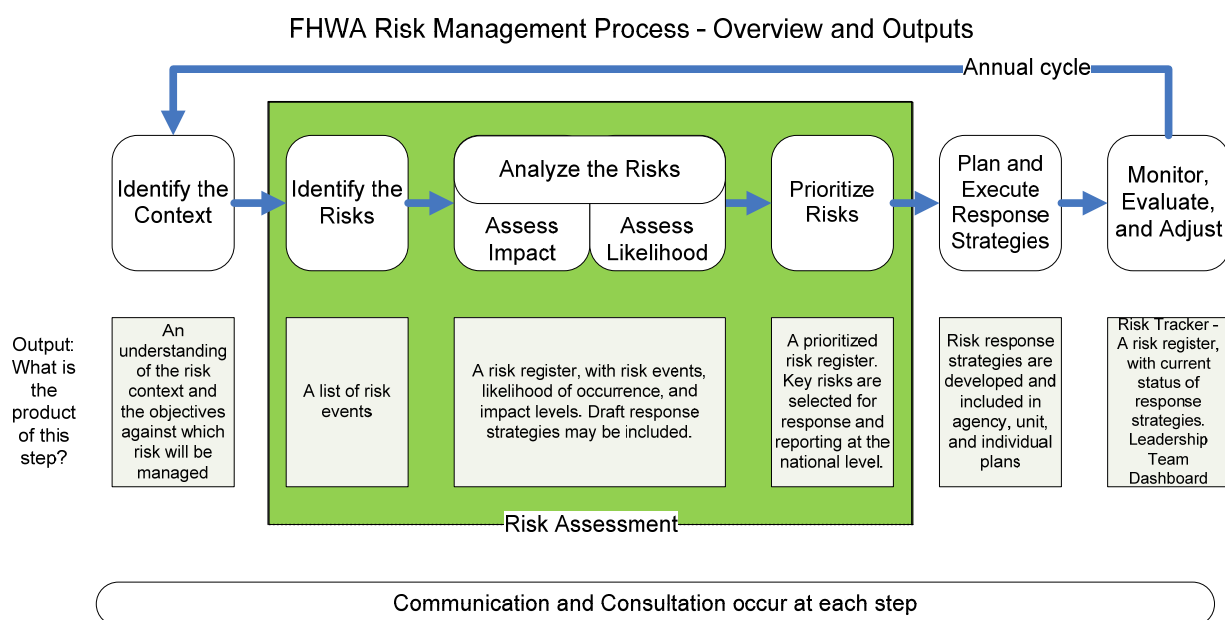 FHWA Risk Management Process - Overview and Outputs
Annual cycle
Identify the
Context
Identify the
Risks
Analyze the Risks
Assess
Impact
Assess
Likelihood
Prioritize
Risks
Plan and
Execute
Response
Strategies
Monitor,
Evaluate,
and Adjust
Output:
What is
the
product
of this
step?
An
understanding
of the risk
context and
the objectives
against which
risk will be
managed
A list of risk
events
A risk register, with risk events,
likelihood of occurrence, and
impact levels. Draft response
strategies may be included.
A prioritized
risk register.
Key risks are
selected for
response and
reporting at the
national level.
Risk response
strategies are
developed and
included in
agency, unit,
and individual
plans
Risk Tracker -
A risk register,
with current
status of
response
strategies.
Leadership
Team
Dashboard
Risk Assessment
Communication and Consultation occur at each step